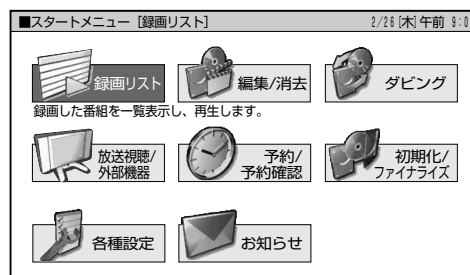 ■スタートメニュー [録画リスト] 2/26[木]午前 9:0
録画リスト
編集/消去
ダビング
録画した番組を一覧表示し、再生します。
放送視聴/
外部機器
予約/
予約確認
初期化/
ファイナライズ
各種設定
お知らせ